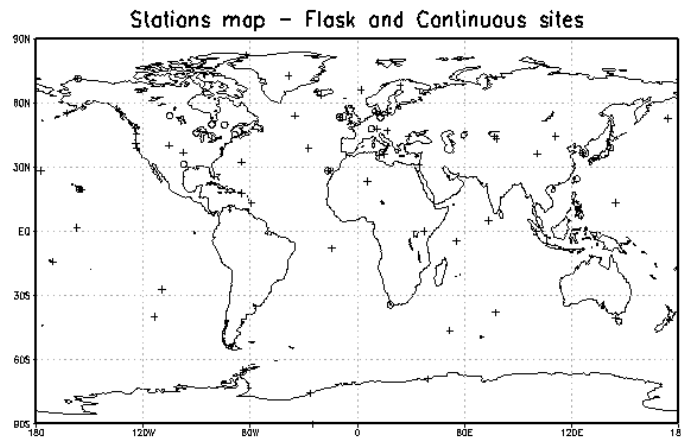 Stations map – Flask and Continuous sites
90N
60N
30N
EQ
30S
60S
90S
180 120W 60W 0 60E 120E 18